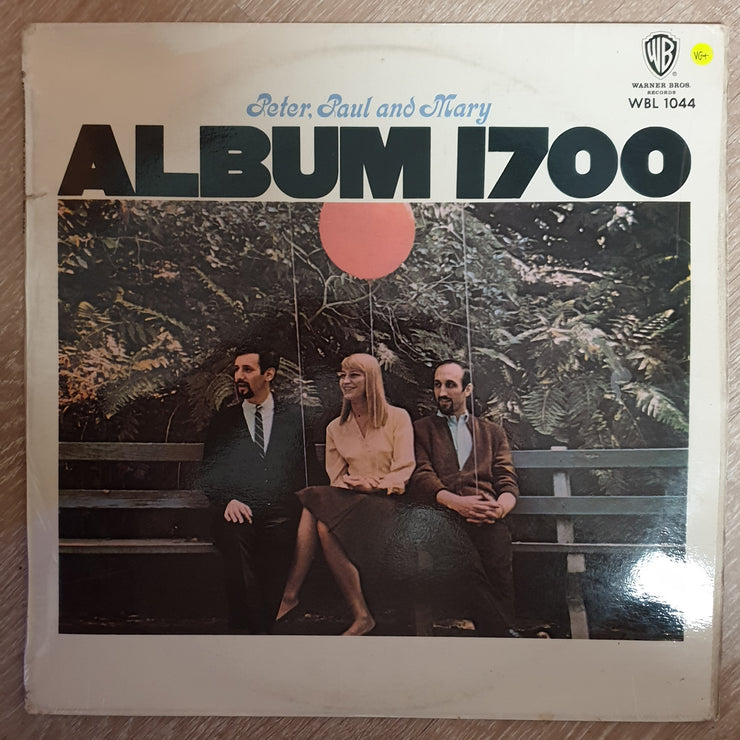 WB
®
VG+
WARNER BROS.
RECORDS
WBL 1044
Peter, Paul and Mary
ALBUM 1700